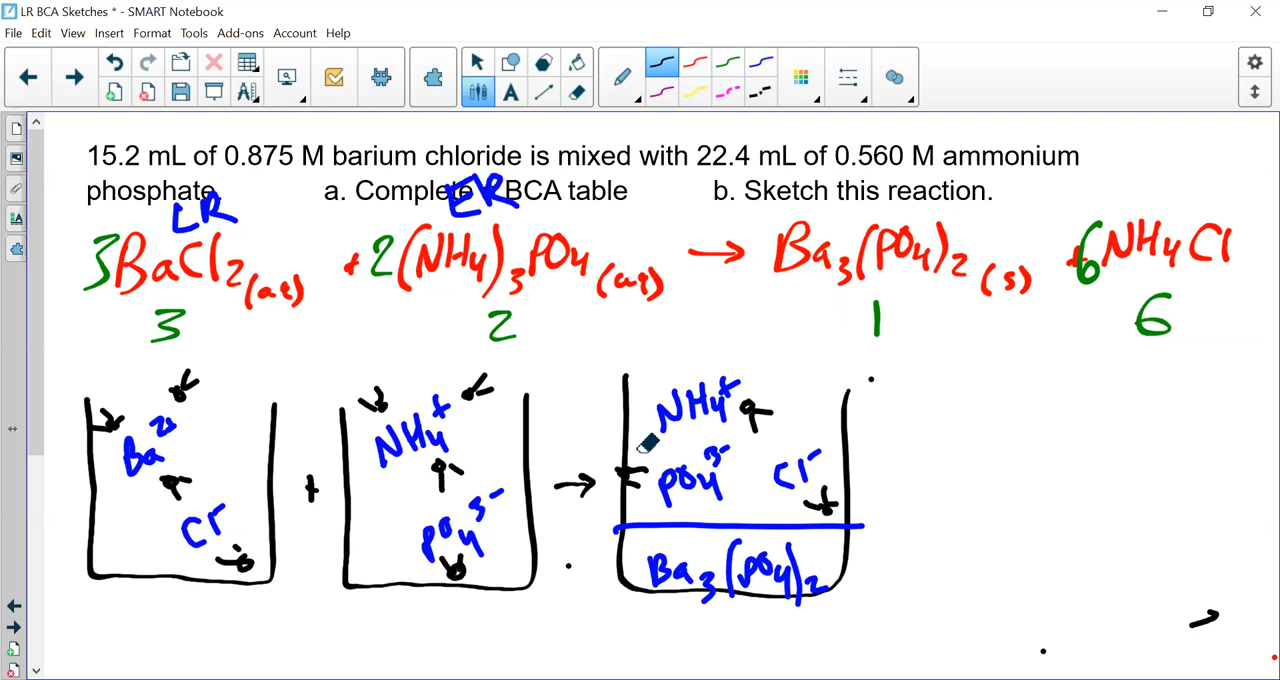 LR BCA Sketches * - SMART Notebook
File Edit View Insert Format Tools Add-ons Account Help
15.2 mL of 0.875 M barium chloride is mixed with 22.4 mL of 0.560 M ammonium
phosphate a. Complete BCA table b. Sketch this reaction.
LR ER
3BaCl2(aq) + 2(NH4)3PO4(aq) → Ba3(PO4)2(s) + 6NH4Cl
3 2 1 6
Ba2+ NH4+ NH4+
Cl- PO43- PO43- Cl-
+ →
Ba3(PO4)2